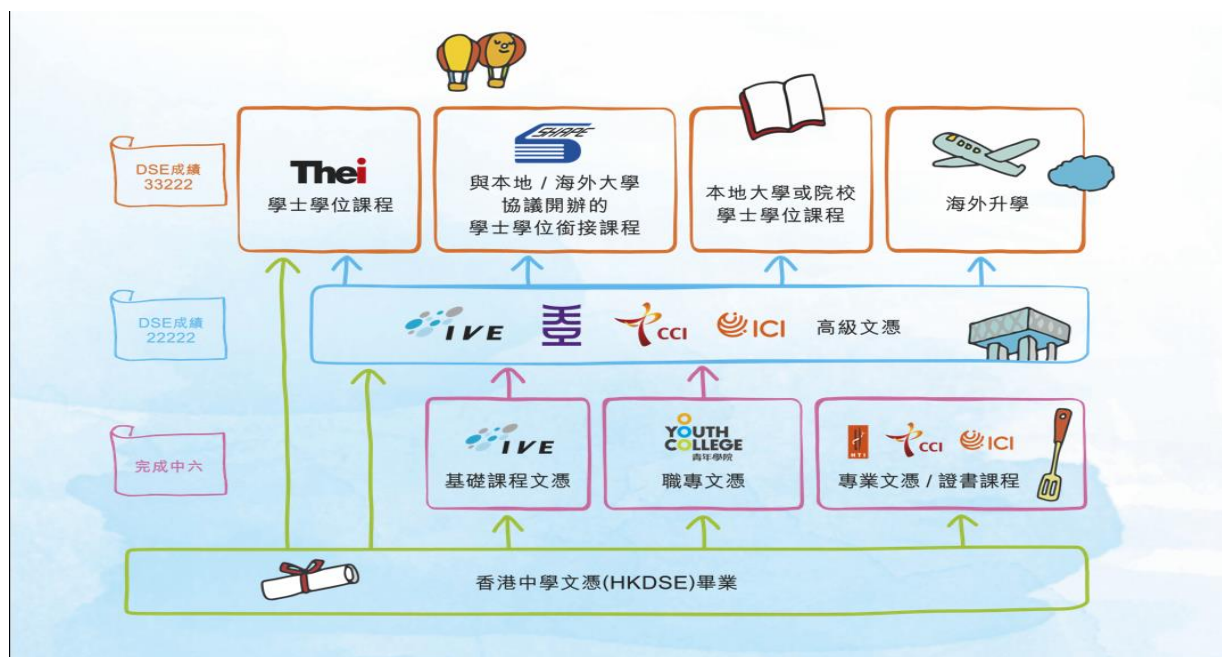 SHAPE
DSE成績
33222
Thei
學士學位課程
與本地 / 海外大學
協議開辦的
學士學位銜接課程
本地大學或院校
學士學位課程
海外升學
DSE成績
22222
IVE
CCI
ICI
高級文憑
完成中六
IVE
基礎課程文憑
YOUTH
COLLEGE
青年學院
職專文憑
HTI
CCI
ICI
專業文憑 / 證書課程
香港中學文憑(HKDSE)畢業